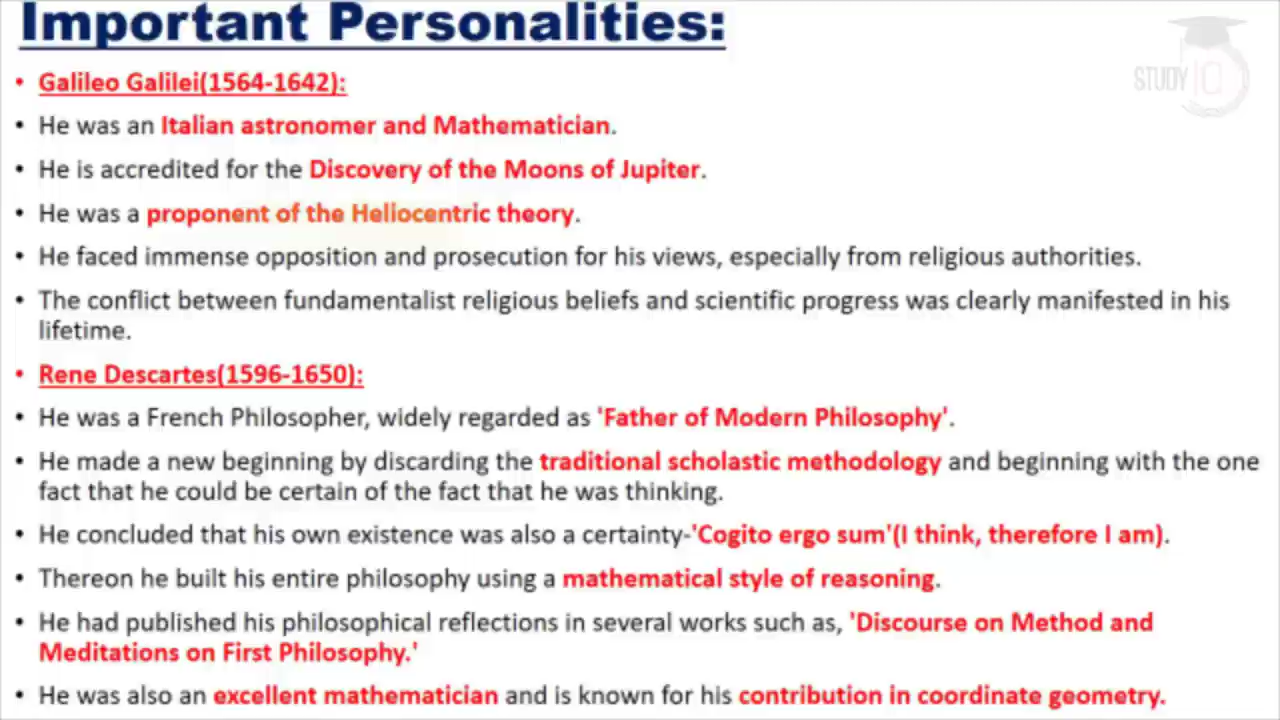 Important Personalities:
STUDY IQ
• Galileo Galilei(1564-1642):
• He was an Italian astronomer and Mathematician.
• He is accredited for the Discovery of the Moons of Jupiter.
• He was a proponent of the Heliocentric theory.
• He faced immense opposition and prosecution for his views, especially from religious authorities.
• The conflict between fundamentalist religious beliefs and scientific progress was clearly manifested in his
lifetime.
• Rene Descartes(1596-1650):
• He was a French Philosopher, widely regarded as 'Father of Modern Philosophy'.
• He made a new beginning by discarding the traditional scholastic methodology and beginning with the one
fact that he could be certain of the fact that he was thinking.
• He concluded that his own existence was also a certainty-'Cogito ergo sum'(I think, therefore I am).
• Thereon he built his entire philosophy using a mathematical style of reasoning.
• He had published his philosophical reflections in several works such as, 'Discourse on Method and
Meditations on First Philosophy.'
• He was also an excellent mathematician and is known for his contribution in coordinate geometry.